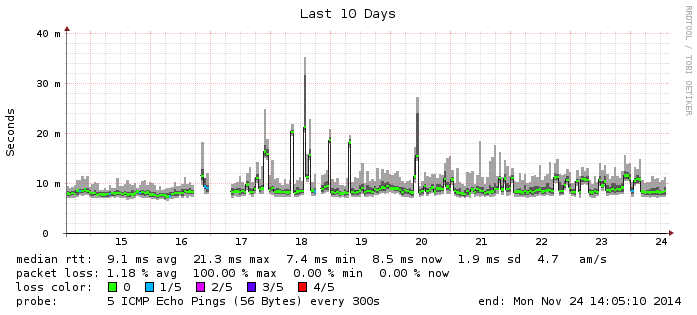 Last 10 Days
RRDTOOL / TOBI OETIKER
40 m
30 m
20 m
10 m
0
Seconds
15 16 17 18 19 20 21 22 23 24
median rtt: 9.1 ms avg 21.3 ms max 7.4 ms min 8.5 ms now 1.9 ms sd 4.7 am/s
packet loss: 1.18 % avg 100.00 % max 0.00 % min 0.00 % now
loss color: 0 1/5 2/5 3/5 4/5
probe: 5 ICMP Echo Pings (56 Bytes) every 300s end: Mon Nov 24 14:05:10 2014